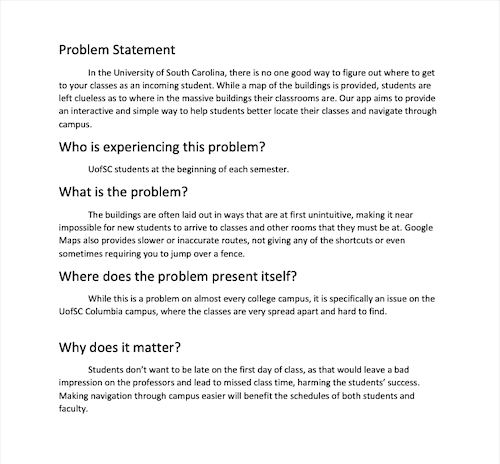 Problem Statement
In the University of South Carolina, there is no one good way to figure out where to get
to your classes as an incoming student. While a map of the buildings is provided, students are
left clueless as to where in the massive buildings their classrooms are. Our app aims to provide
an interactive and simple way to help students better locate their classes and navigate through
campus.
Who is experiencing this problem?
UofSC students at the beginning of each semester.
What is the problem?
The buildings are often laid out in ways that are at first unintuitive, making it near
impossible for new students to arrive to classes and other rooms that they must be at. Google
Maps also provides slower or inaccurate routes, not giving any of the shortcuts or even
sometimes requiring you to jump over a fence.
Where does the problem present itself?
While this is a problem on almost every college campus, it is specifically an issue on the
UofSC Columbia campus, where the classes are very spread apart and hard to find.
Why does it matter?
Students don't want to be late on the first day of class, as that would leave a bad
impression on the professors and lead to missed class time, harming the students' success.
Making navigation through campus easier will benefit the schedules of both students and
faculty.